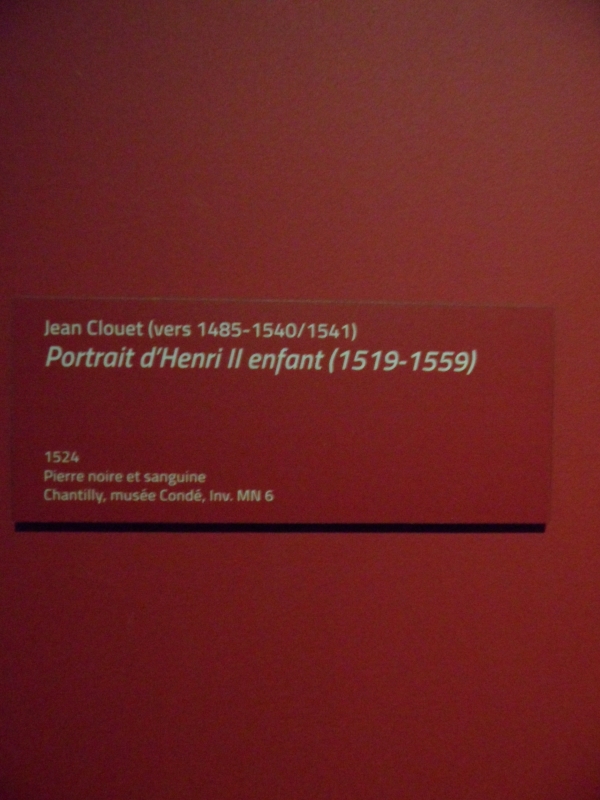 Jean Clouet (vers 1485-1540/1541)
Portrait d'Henri II enfant (1519-1559)
1524
Pierre noire et sanguine
Chantilly, musée Condé, Inv. MN 6